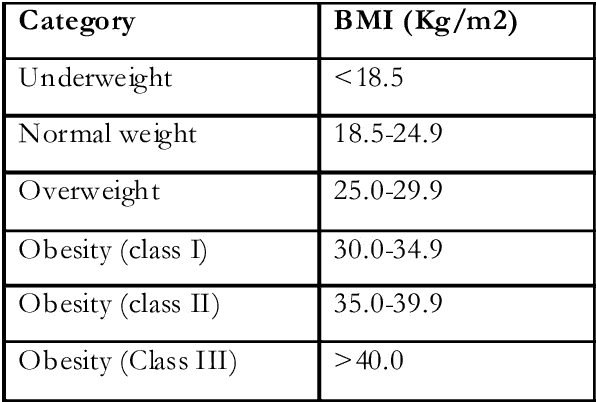 Category BMI (Kg/m2)
Underweight <18.5
Normal weight 18.5-24.9
Overweight 25.0-29.9
Obesity (class I) 30.0-34.9
Obesity (class II) 35.0-39.9
Obesity (Class III) >40.0